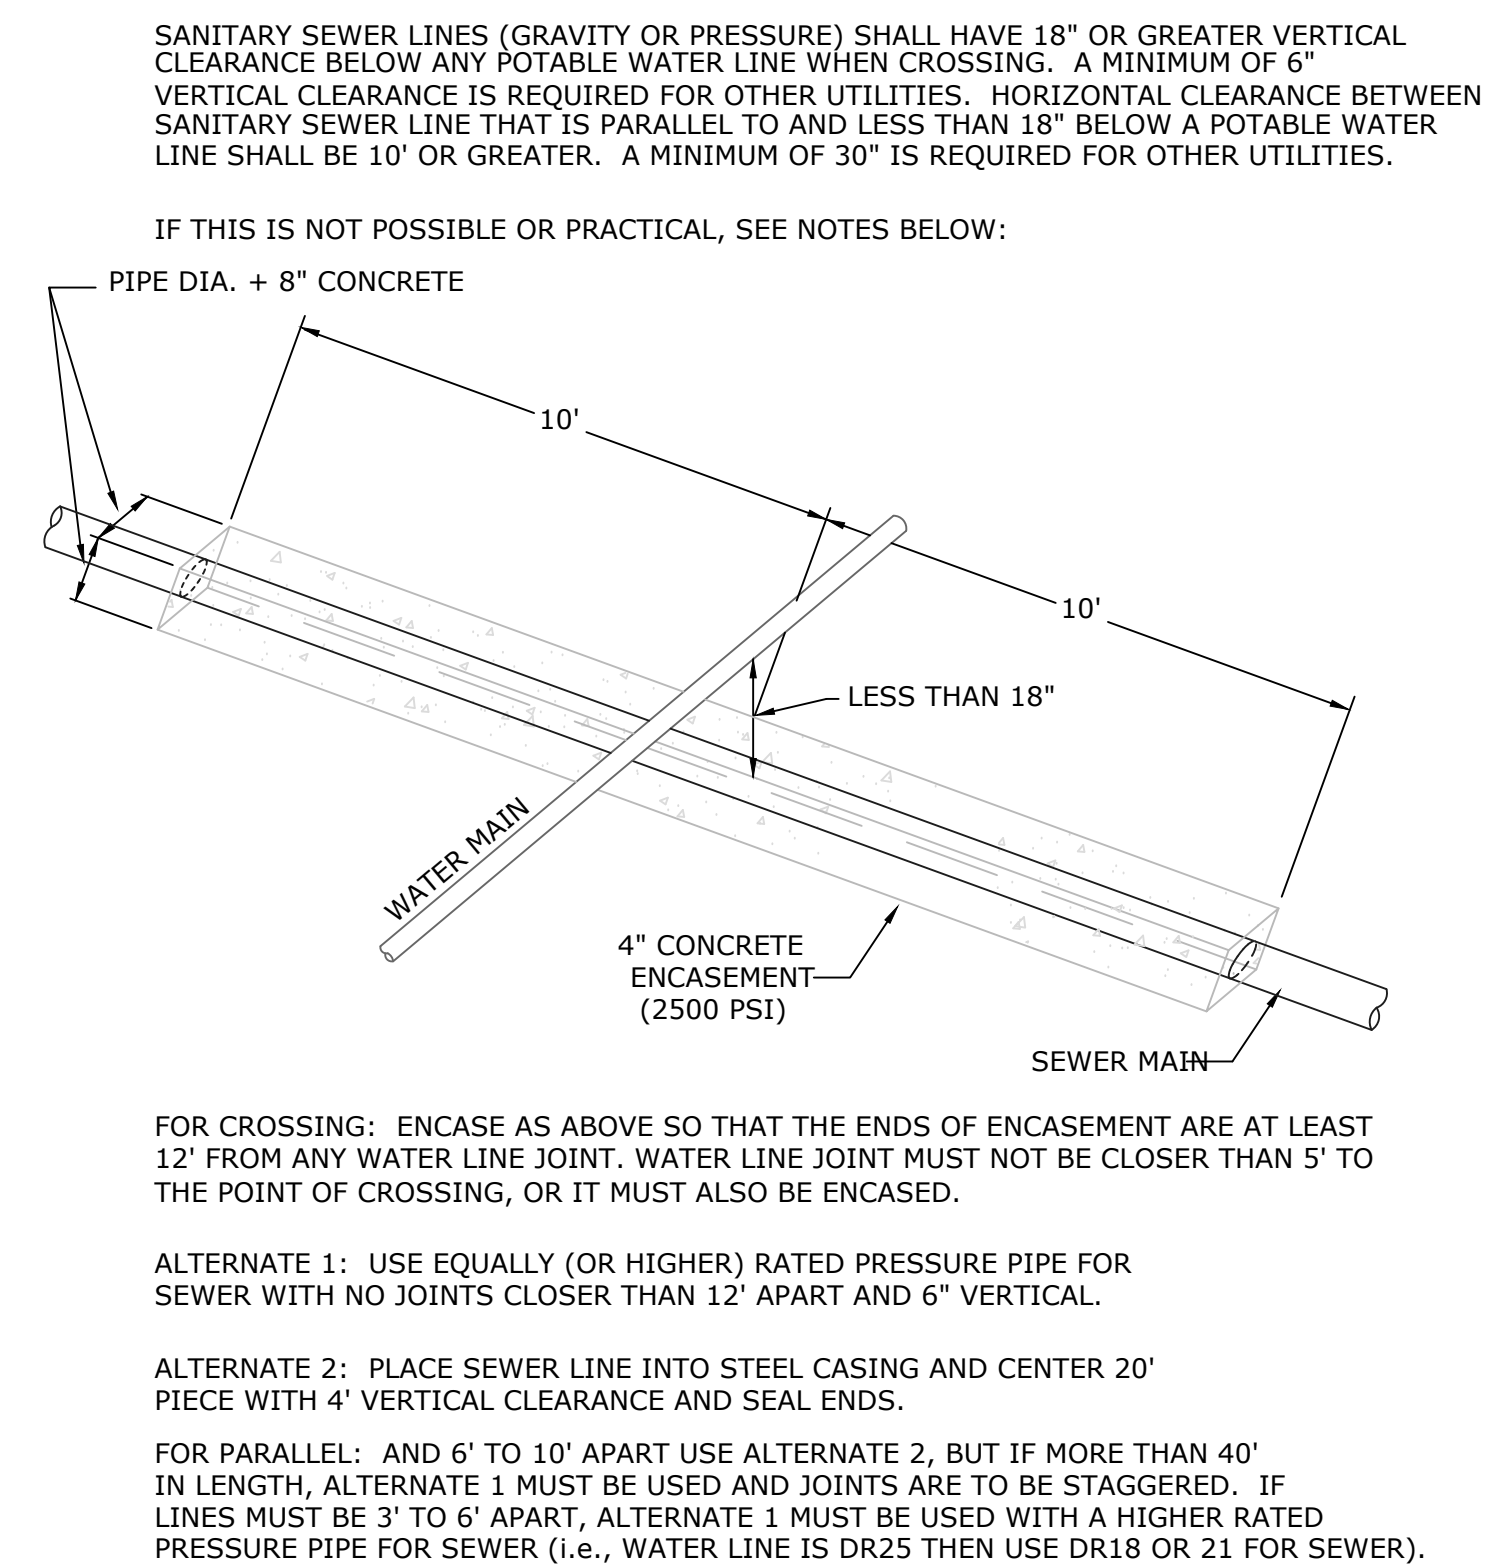 SANITARY SEWER LINES (GRAVITY OR PRESSURE) SHALL HAVE 18" OR GREATER VERTICAL
CLEARANCE BELOW ANY POTABLE WATER LINE WHEN CROSSING.  A MINIMUM OF 6"
VERTICAL CLEARANCE IS REQUIRED FOR OTHER UTILITIES.  HORIZONTAL CLEARANCE BETWEEN
SANITARY SEWER LINE THAT IS PARALLEL TO AND LESS THAN 18" BELOW A POTABLE WATER
LINE SHALL BE 10' OR GREATER.  A MINIMUM OF 30" IS REQUIRED FOR OTHER UTILITIES.
IF THIS IS NOT POSSIBLE OR PRACTICAL, SEE NOTES BELOW:
PIPE DIA. + 8" CONCRETE
10'
10'
LESS THAN 18"
WATER MAIN
4" CONCRETE
ENCASEMENT
(2500 PSI)
SEWER MAIN
FOR CROSSING:  ENCASE AS ABOVE SO THAT THE ENDS OF ENCASEMENT ARE AT LEAST
12' FROM ANY WATER LINE JOINT. WATER LINE JOINT MUST NOT BE CLOSER THAN 5' TO
THE POINT OF CROSSING, OR IT MUST ALSO BE ENCASED.
ALTERNATE 1:  USE EQUALLY (OR HIGHER) RATED PRESSURE PIPE FOR
SEWER WITH NO JOINTS CLOSER THAN 12' APART AND 6" VERTICAL.
ALTERNATE 2:  PLACE SEWER LINE INTO STEEL CASING AND CENTER 20'
PIECE WITH 4' VERTICAL CLEARANCE AND SEAL ENDS.
FOR PARALLEL:  AND 6' TO 10' APART USE ALTERNATE 2, BUT IF MORE THAN 40'
IN LENGTH, ALTERNATE 1 MUST BE USED AND JOINTS ARE TO BE STAGGERED.  IF
LINES MUST BE 3' TO 6' APART, ALTERNATE 1 MUST BE USED WITH A HIGHER RATED
PRESSURE PIPE FOR SEWER (i.e., WATER LINE IS DR25 THEN USE DR18 OR 21 FOR SEWER).